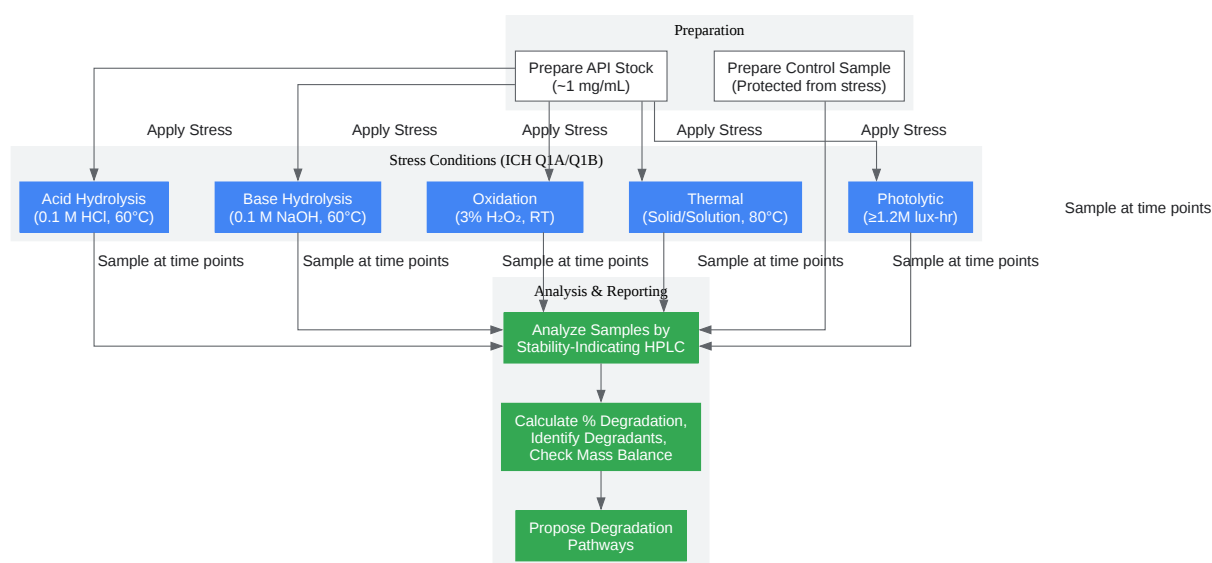 Preparation
Prepare API Stock
(~1 mg/mL)
Prepare Control Sample
(Protected from stress)
Apply Stress
Apply Stress
Apply Stress
Apply Stress
Apply Stress
Stress Conditions (ICH Q1A/Q1B)
Acid Hydrolysis
(0.1 M HCl, 60°C)
Base Hydrolysis
(0.1 M NaOH, 60°C)
Oxidation
(3% H₂O₂, RT)
Thermal
(Solid/Solution, 80°C)
Photolytic
(≥1.2M lux-hr)
Sample at time points
Sample at time points
Sample at time points
Sample at time points
Sample at time points
Sample at time points
Analysis & Reporting
Analyze Samples by
Stability-Indicating HPLC
Calculate % Degradation,
Identify Degradants,
Check Mass Balance
Propose Degradation
Pathways